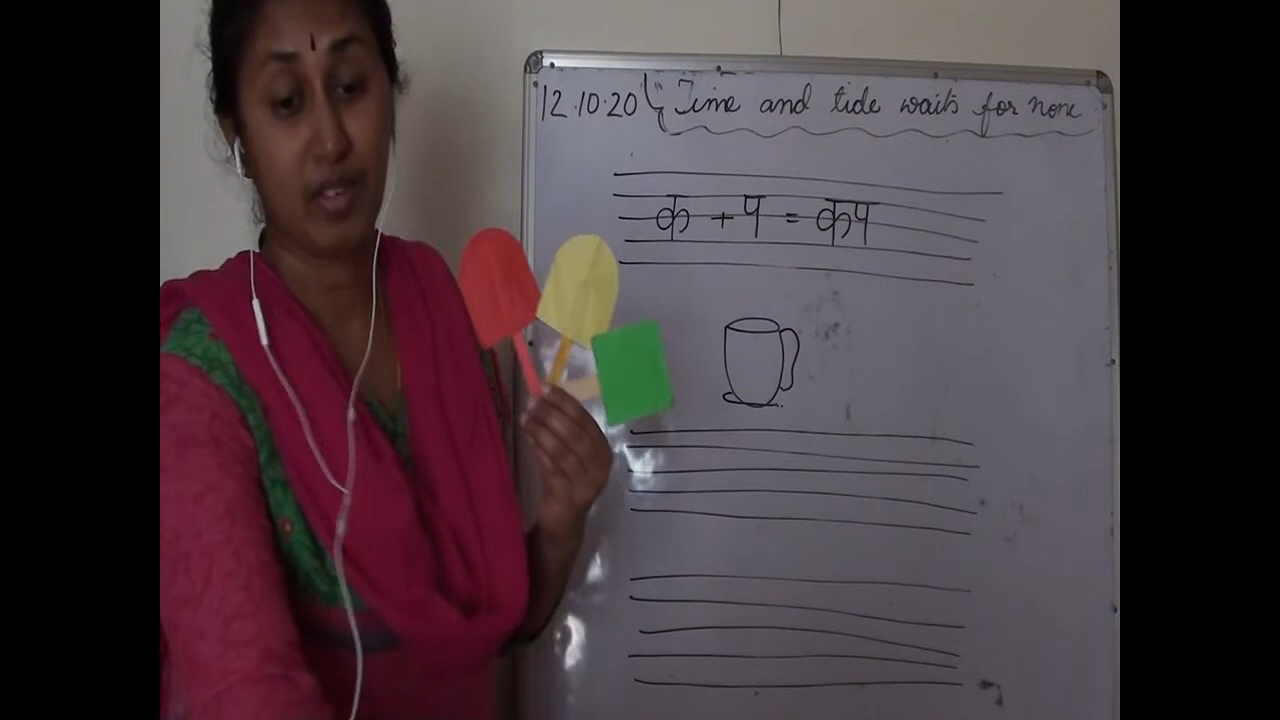 12.10.20 { Time and tide waits for none
क + प = कप